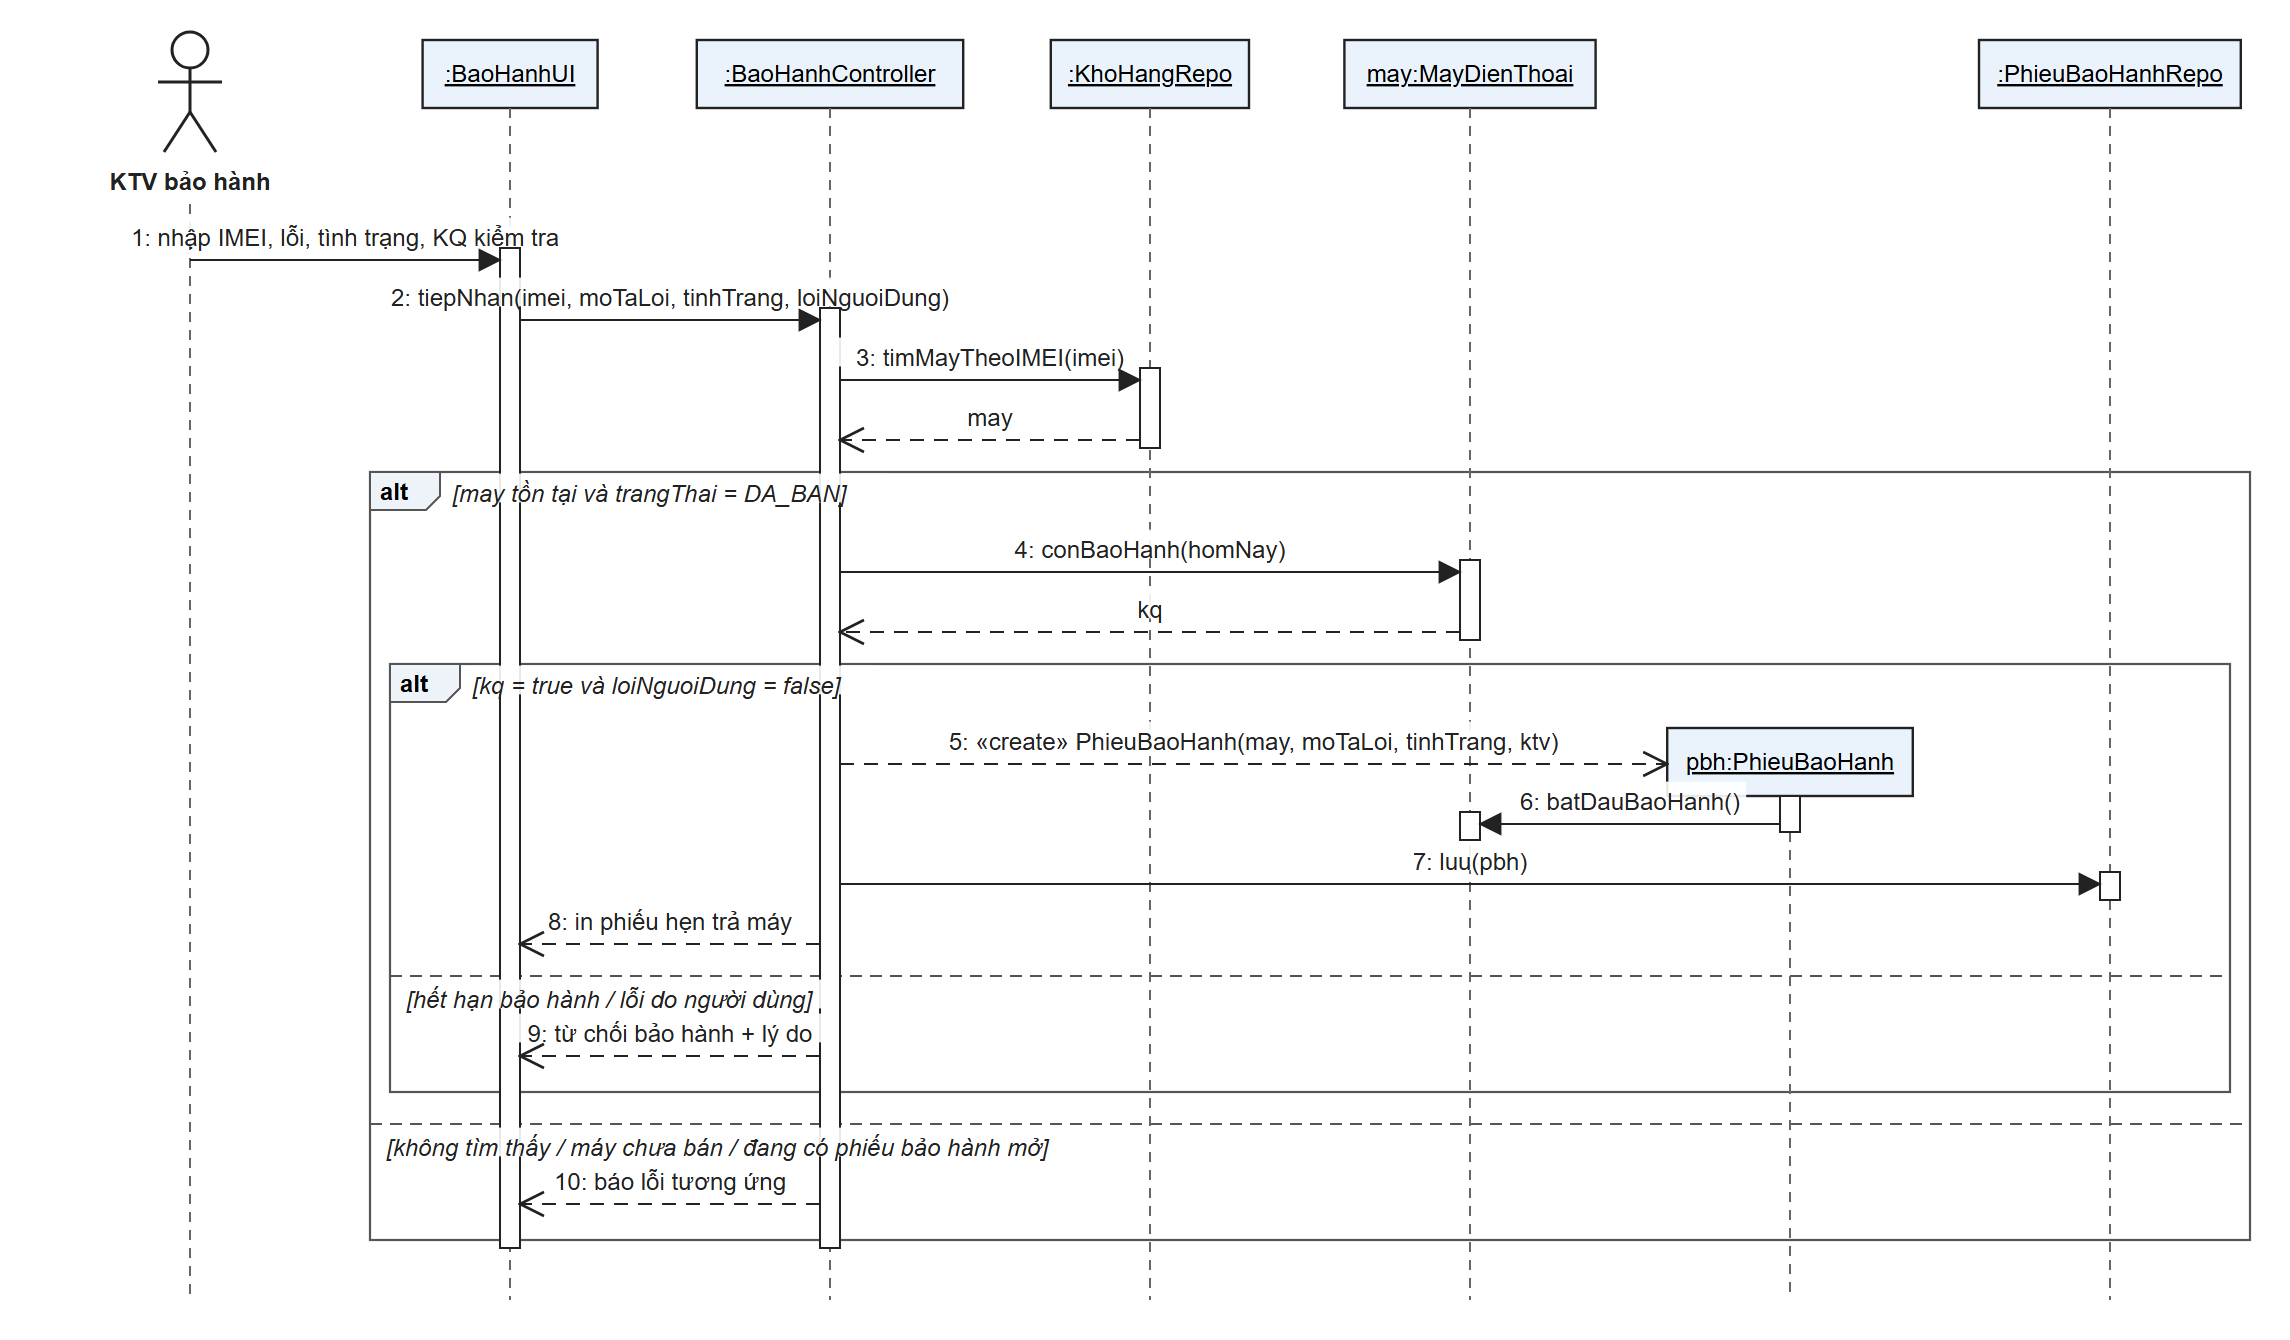 :BaoHanhUI
:BaoHanhController
:KhoHangRepo
may:MayDienThoai
:PhieuBaoHanhRepo
KTV bảo hành
1: nhập IMEI, lỗi, tình trạng, KQ kiểm tra
2: tiepNhan(imei, moTaLoi, tinhTrang, loiNguoiDung)
3: timMayTheoIMEI(imei)
may
alt
[may tồn tại và trangThai = DA_BAN]
4: conBaoHanh(homNay)
kq
alt
[kq = true và loiNguoiDung = false]
5: «create» PhieuBaoHanh(may, moTaLoi, tinhTrang, ktv)
pbh:PhieuBaoHanh
6: batDauBaoHanh()
7: luu(pbh)
8: in phiếu hẹn trả máy
[hết hạn bảo hành / lỗi do người dùng]
9: từ chối bảo hành + lý do
[không tìm thấy / máy chưa bán / đang có phiếu bảo hành mở]
10: báo lỗi tương ứng